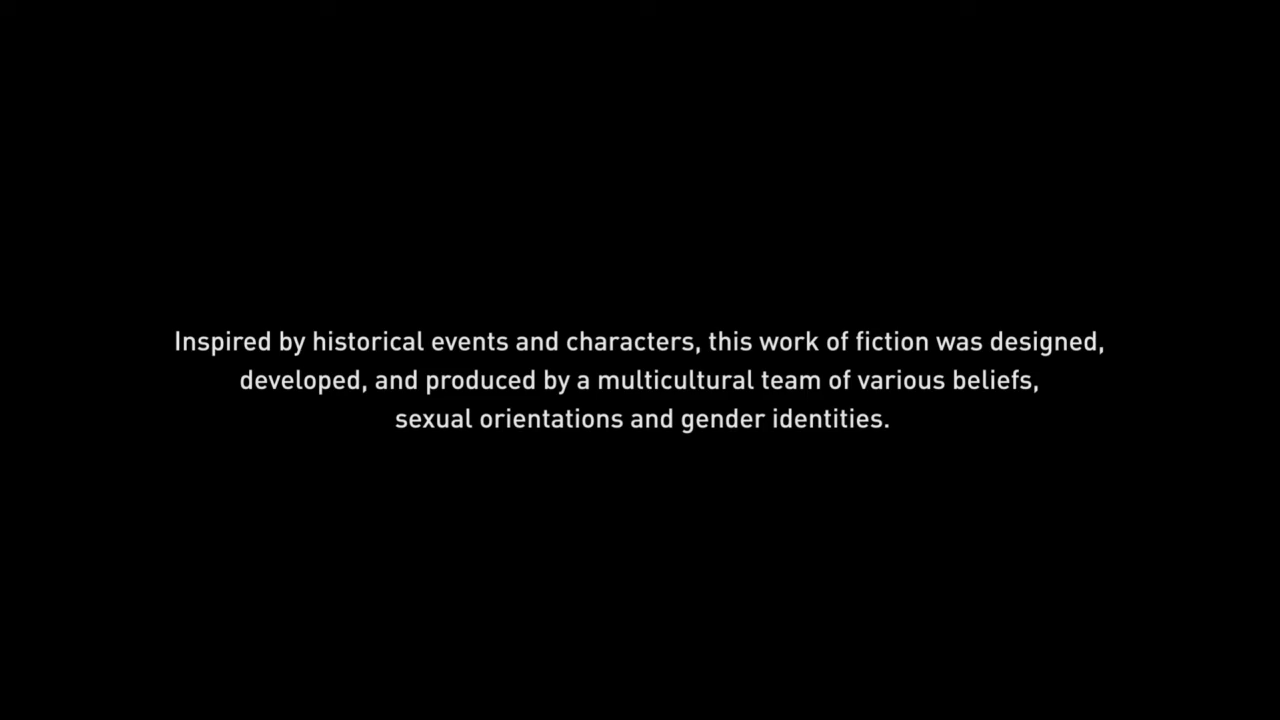 Inspired by historical events and characters, this work of fiction was designed,
developed, and produced by a multicultural team of various beliefs,
sexual orientations and gender identities.